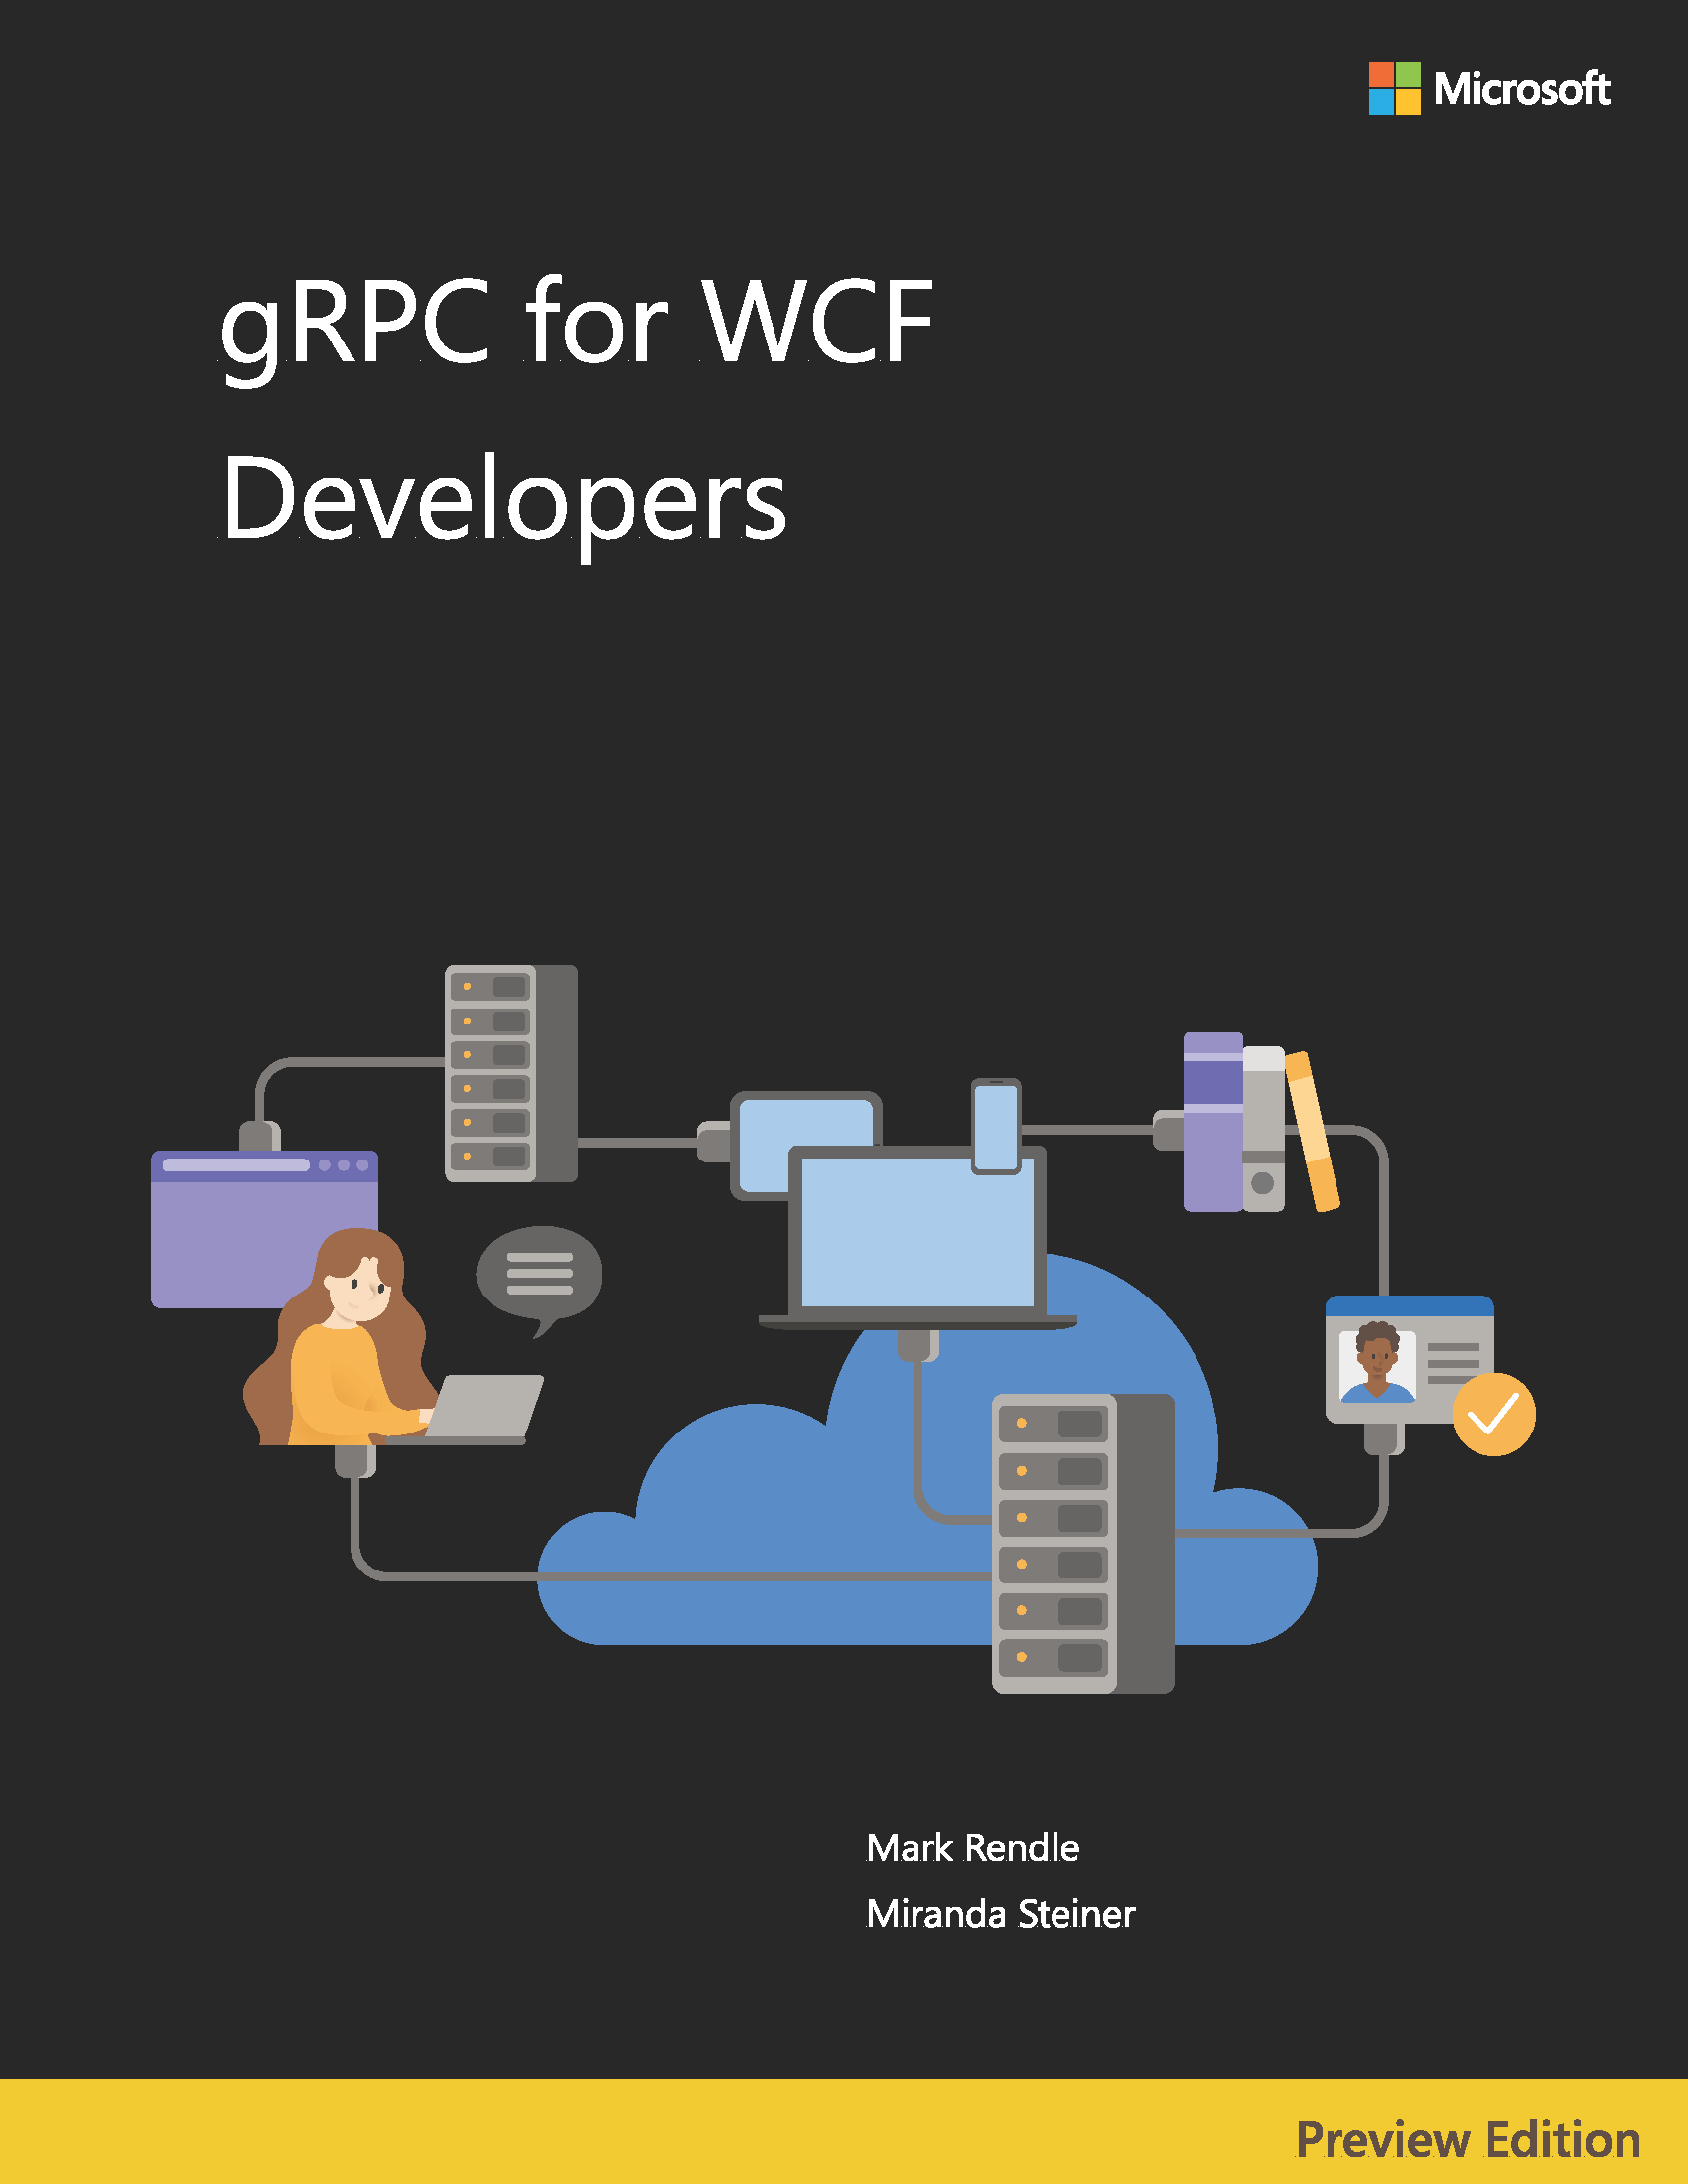 Microsoft
gRPC for WCF
Developers
Mark Rendle
Miranda Steiner
Preview Edition